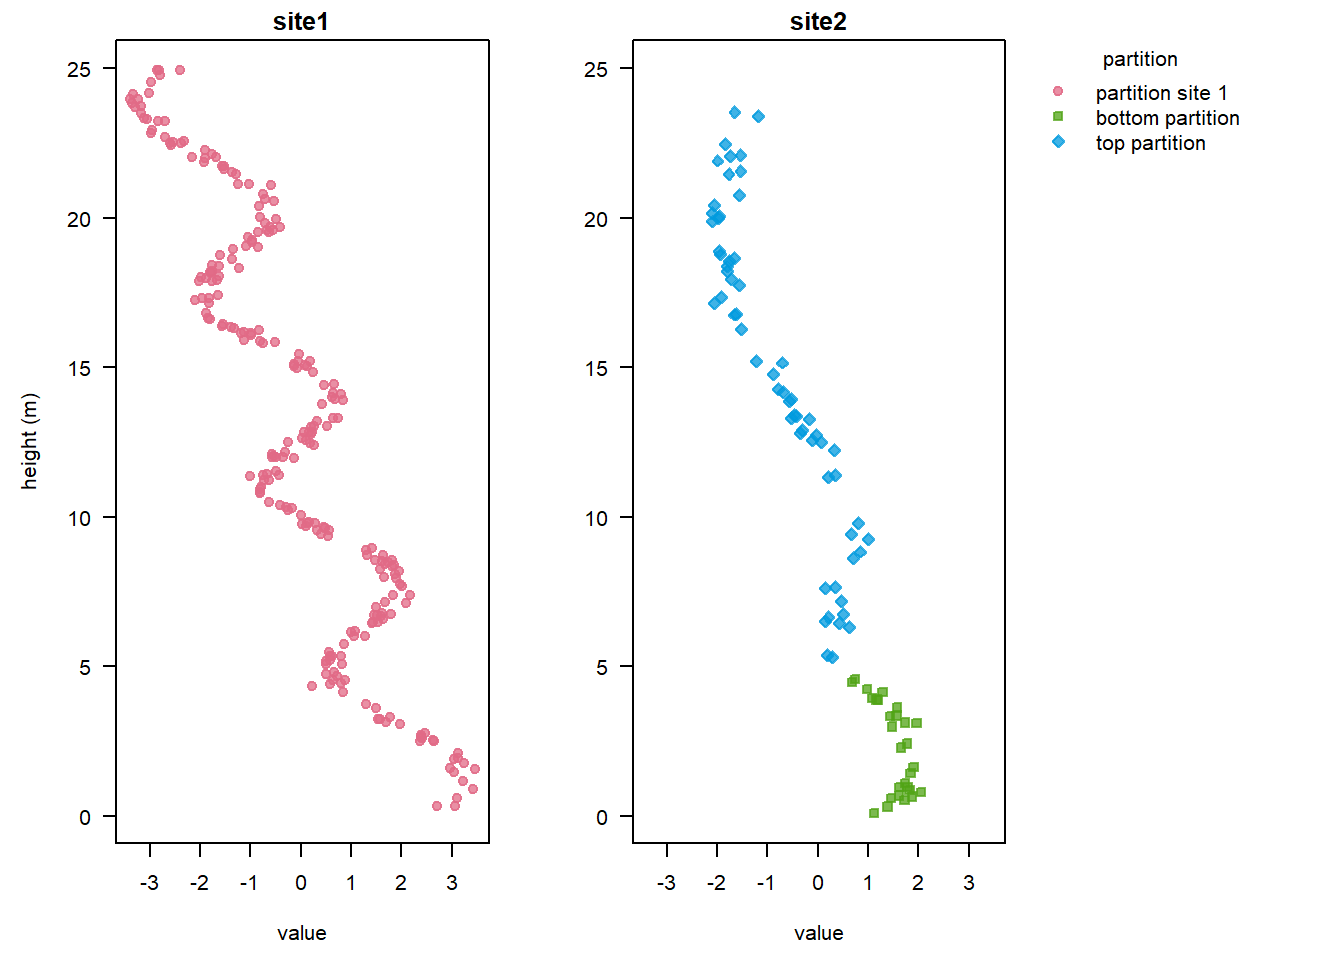 site1
site2
partition
partition site 1
bottom partition
top partition
height (m)
25
20
15
10
5
0
-3 -2 -1 0 1 2 3
value
25
20
15
10
5
0
-3 -2 -1 0 1 2 3
value